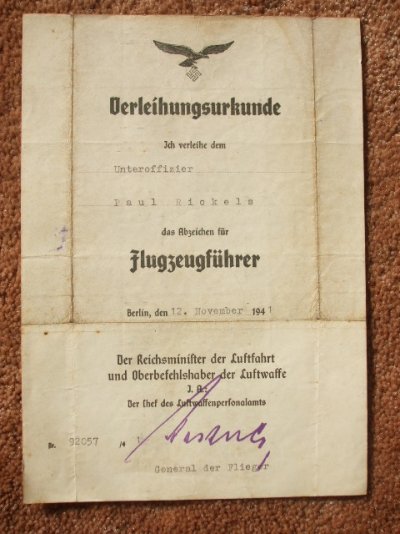 Verleihungsurkunde
Ich verleihe dem
Unteroffizier
Paul Rickels
das Abzeichen für
Flugzeugführer
Berlin, den 12. November 1941
Der Reichsminister der Luftfahrt
und Oberbefehlshaber der Luftwaffe
J. A.
Der Chef des Luftwaffenpersonalamts
Nr. 92057 /41
General der Flieger